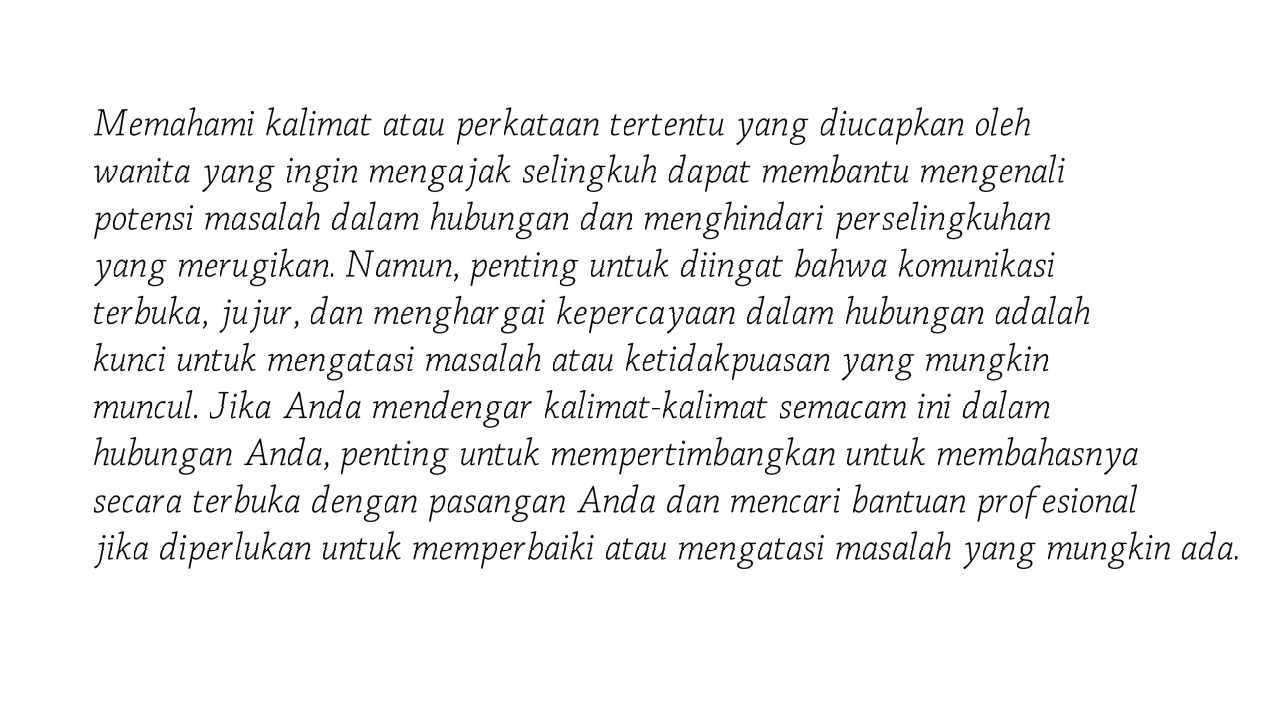 Memahami kalimat atau perkataan tertentu yang diucapkan oleh
wanita yang ingin mengajak selingkuh dapat membantu mengenali
potensi masalah dalam hubungan dan menghindari perselingkuhan
yang merugikan. Namun, penting untuk diingat bahwa komunikasi
terbuka, jujur, dan menghargai kepercayaan dalam hubungan adalah
kunci untuk mengatasi masalah atau ketidakpuasan yang mungkin
muncul. Jika Anda mendengar kalimat-kalimat semacam ini dalam
hubungan Anda, penting untuk mempertimbangkan untuk membahasnya
secara terbuka dengan pasangan Anda dan mencari bantuan profesional
jika diperlukan untuk memperbaiki atau mengatasi masalah yang mungkin ada.